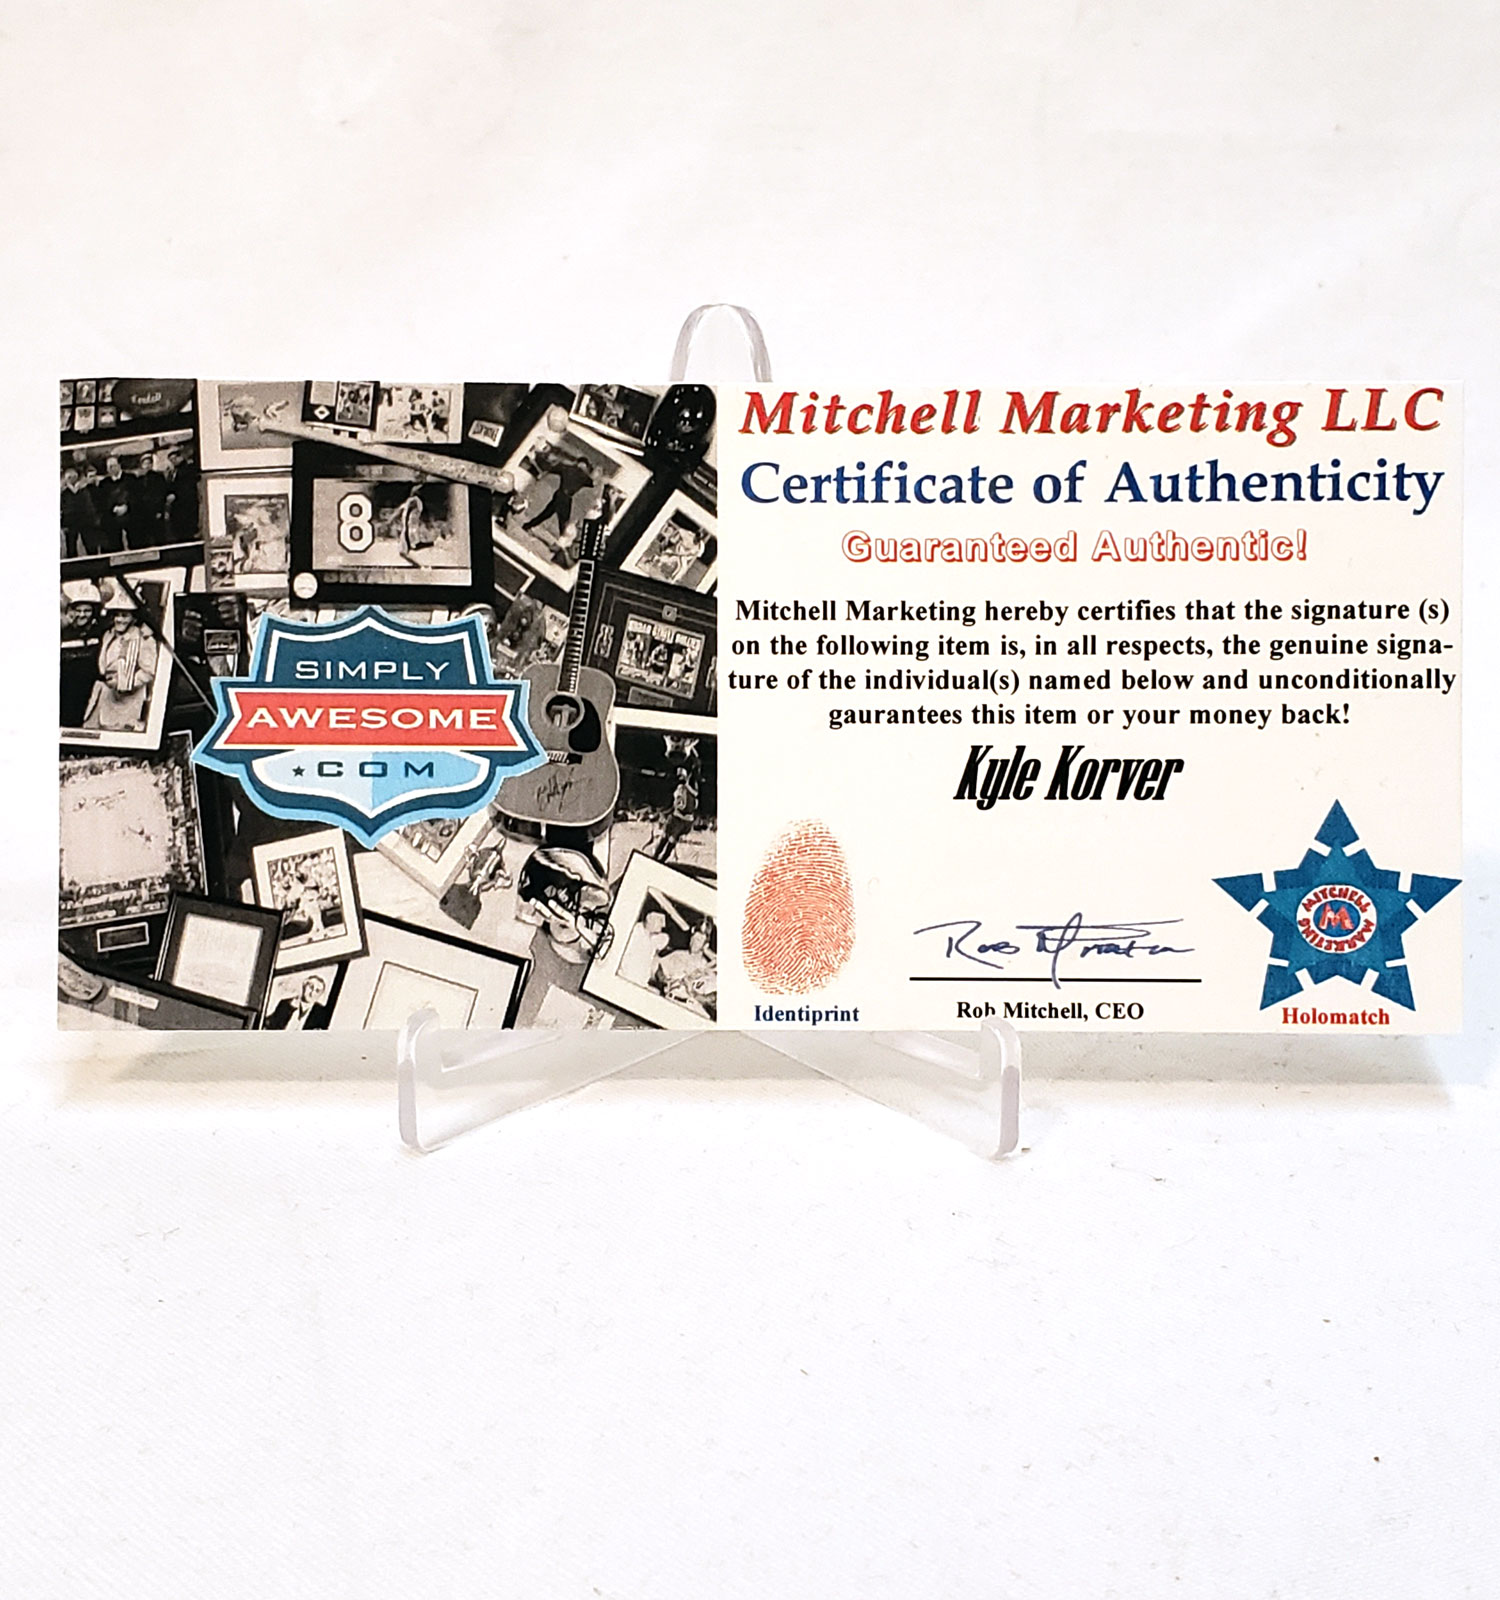 8
SIMPLY
AWESOME
COM
Mitchell Marketing LLC
Certificate of Authenticity
Guaranteed Authentic!
Mitchell Marketing hereby certifies that the signature (s)
on the following item is, in all respects, the genuine signa-
ture of the individual(s) named below and unconditionally
gaurantees this item or your money back!
Kyle Korver
MITCHELL
M
MARKETING
Identiprint
Rob Mitchell, CEO
Holomatch